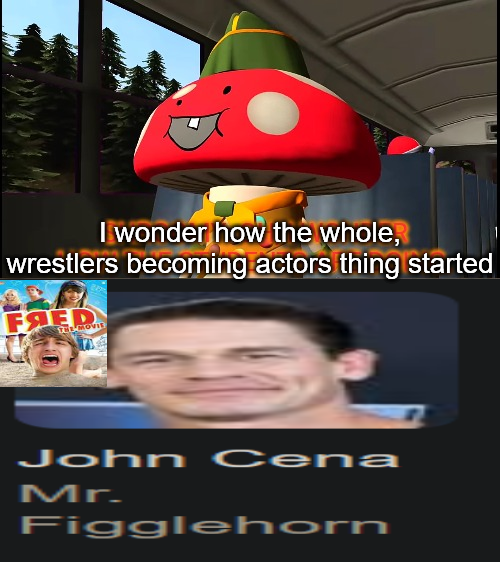 I wonder how the whole,
wrestlers becoming actors thing started
FRED
THE MOVIE
John Cena
Mr.
Figglehorn